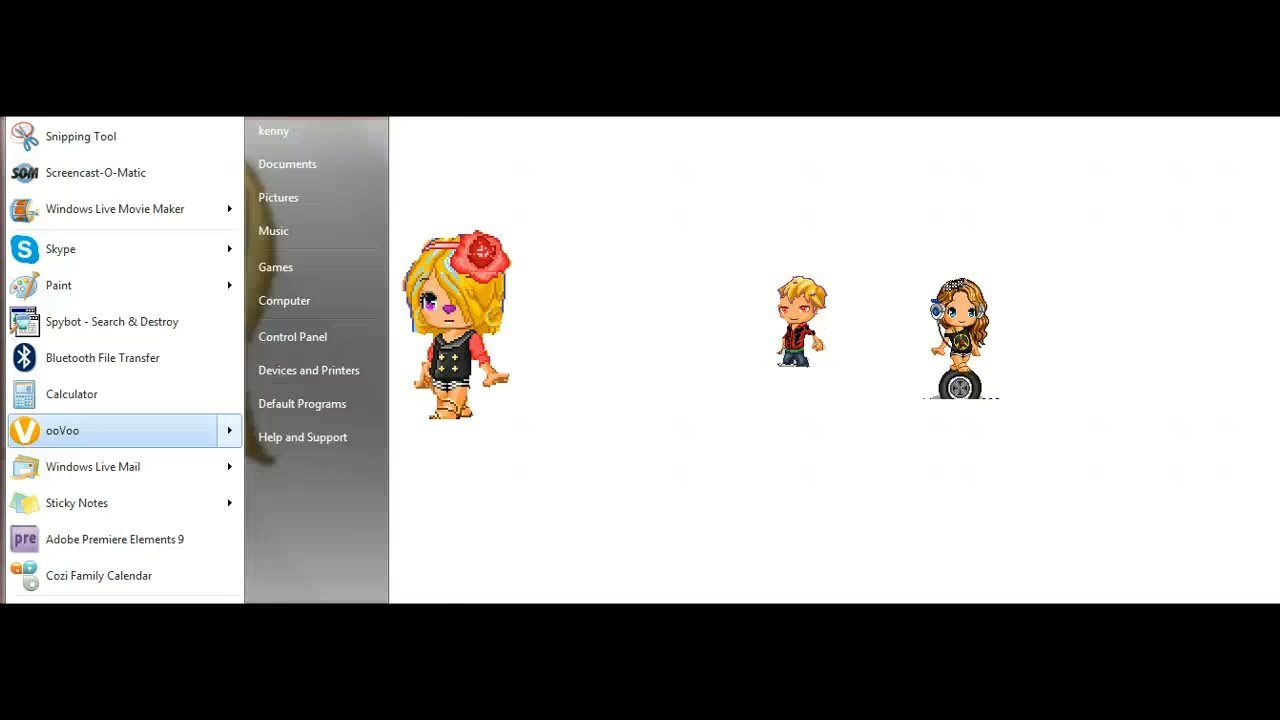 Snipping Tool
SOM
Screencast-O-Matic
Windows Live Movie Maker
S
Skype
Paint
Spybot - Search & Destroy
Bluetooth File Transfer
Calculator
ooVoo
Windows Live Mail
Sticky Notes
pre
Adobe Premiere Elements 9
Cozi Family Calendar
kenny
Documents
Pictures
Music
Games
Computer
Control Panel
Devices and Printers
Default Programs
Help and Support